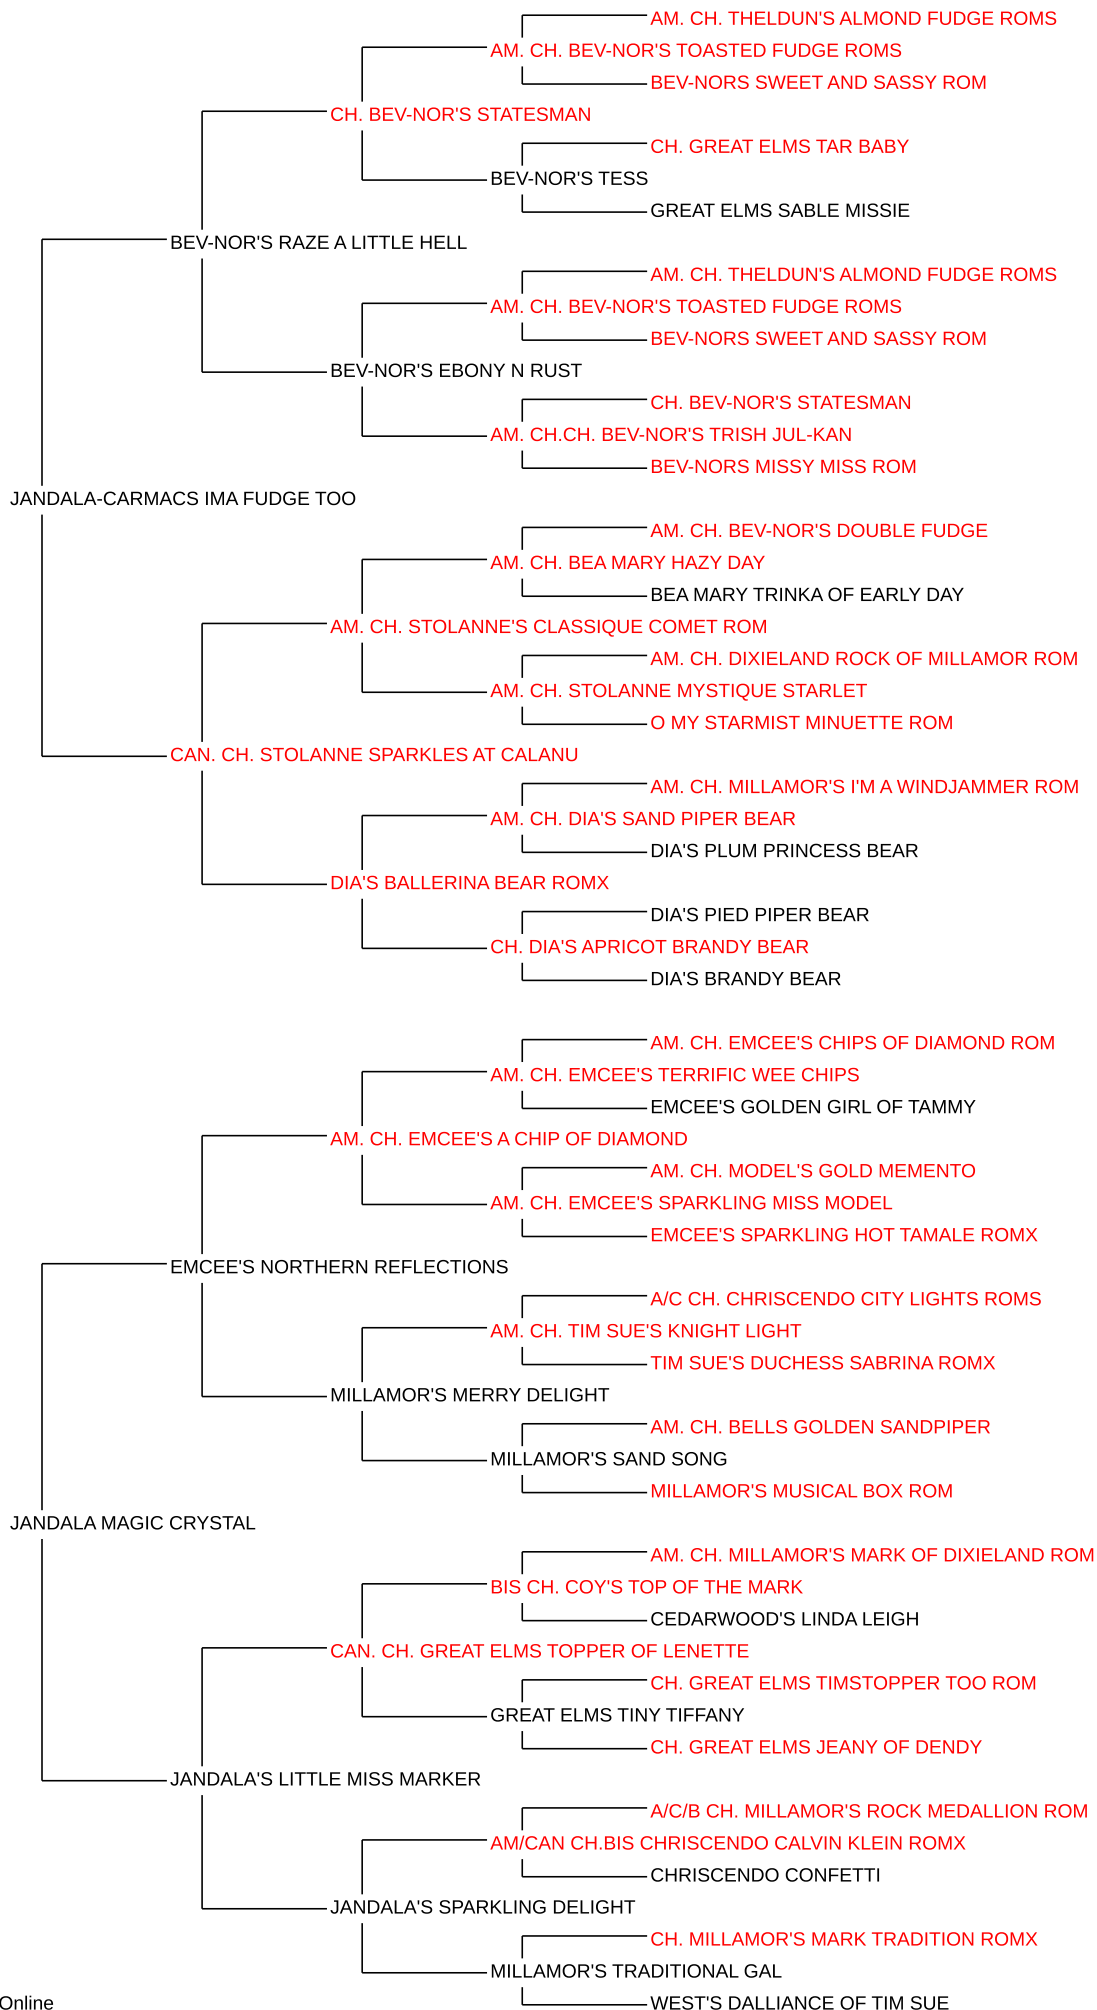 AM. CH. THELDUN'S ALMOND FUDGE ROMS
AM. CH. BEV-NOR'S TOASTED FUDGE ROMS
BEV-NORS SWEET AND SASSY ROM
CH. BEV-NOR'S STATESMAN
CH. GREAT ELMS TAR BABY
BEV-NOR'S TESS
GREAT ELMS SABLE MISSIE
BEV-NOR'S RAZE A LITTLE HELL
AM. CH. THELDUN'S ALMOND FUDGE ROMS
AM. CH. BEV-NOR'S TOASTED FUDGE ROMS
BEV-NORS SWEET AND SASSY ROM
BEV-NOR'S EBONY N RUST
CH. BEV-NOR'S STATESMAN
AM. CH.CH. BEV-NOR'S TRISH JUL-KAN
BEV-NORS MISSY MISS ROM
JANDALA-CARMACS IMA FUDGE TOO
AM. CH. BEV-NOR'S DOUBLE FUDGE
AM. CH. BEA MARY HAZY DAY
BEA MARY TRINKA OF EARLY DAY
AM. CH. STOLANNE'S CLASSIQUE COMET ROM
AM. CH. DIXIELAND ROCK OF MILLAMOR ROM
AM. CH. STOLANNE MYSTIQUE STARLET
O MY STARMIST MINUETTE ROM
CAN. CH. STOLANNE SPARKLES AT CALANU
AM. CH. MILLAMOR'S I'M A WINDJAMMER ROM
AM. CH. DIA'S SAND PIPER BEAR
DIA'S PLUM PRINCESS BEAR
DIA'S BALLERINA BEAR ROMX
DIA'S PIED PIPER BEAR
CH. DIA'S APRICOT BRANDY BEAR
DIA'S BRANDY BEAR
AM. CH. EMCEE'S CHIPS OF DIAMOND ROM
AM. CH. EMCEE'S TERRIFIC WEE CHIPS
EMCEE'S GOLDEN GIRL OF TAMMY
AM. CH. EMCEE'S A CHIP OF DIAMOND
AM. CH. MODEL'S GOLD MEMENTO
AM. CH. EMCEE'S SPARKLING MISS MODEL
EMCEE'S SPARKLING HOT TAMALE ROMX
EMCEE'S NORTHERN REFLECTIONS
A/C CH. CHRISCENDO CITY LIGHTS ROMS
AM. CH. TIM SUE'S KNIGHT LIGHT
TIM SUE'S DUCHESS SABRINA ROMX
MILLAMOR'S MERRY DELIGHT
AM. CH. BELLS GOLDEN SANDPIPER
MILLAMOR'S SAND SONG
MILLAMOR'S MUSICAL BOX ROM
JANDALA MAGIC CRYSTAL
AM. CH. MILLAMOR'S MARK OF DIXIELAND ROM
BIS CH. COY'S TOP OF THE MARK
CEDARWOOD'S LINDA LEIGH
CAN. CH. GREAT ELMS TOPPER OF LENETTE
CH. GREAT ELMS TIMSTOPPER TOO ROM
GREAT ELMS TINY TIFFANY
CH. GREAT ELMS JEANY OF DENDY
JANDALA'S LITTLE MISS MARKER
A/C/B CH. MILLAMOR'S ROCK MEDALLION ROM
AM/CAN CH.BIS CHRISCENDO CALVIN KLEIN ROMX
CHRISCENDO CONFETTI
JANDALA'S SPARKLING DELIGHT
CH. MILLAMOR'S MARK TRADITION ROMX
MILLAMOR'S TRADITIONAL GAL
WEST'S DALLIANCE OF TIM SUE
Online